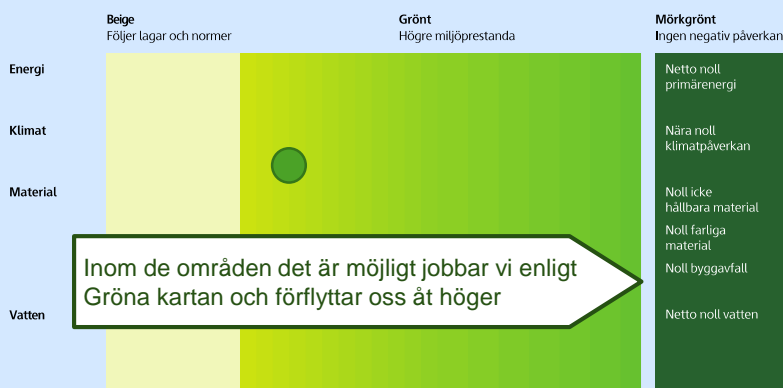 Beige
Följer lagar och normer
Grönt
Högre miljöprestanda
Mörkgrönt
Ingen negativ påverkan
Energi
Netto noll
primärenergi
Klimat
Nära noll
klimatpåverkan
Material
Noll icke
hållbara material
Noll farliga
material
Noll byggavfall
Inom de områden det är möjligt jobbar vi enligt
Gröna kartan och förflyttar oss åt höger
Vatten
Netto noll vatten